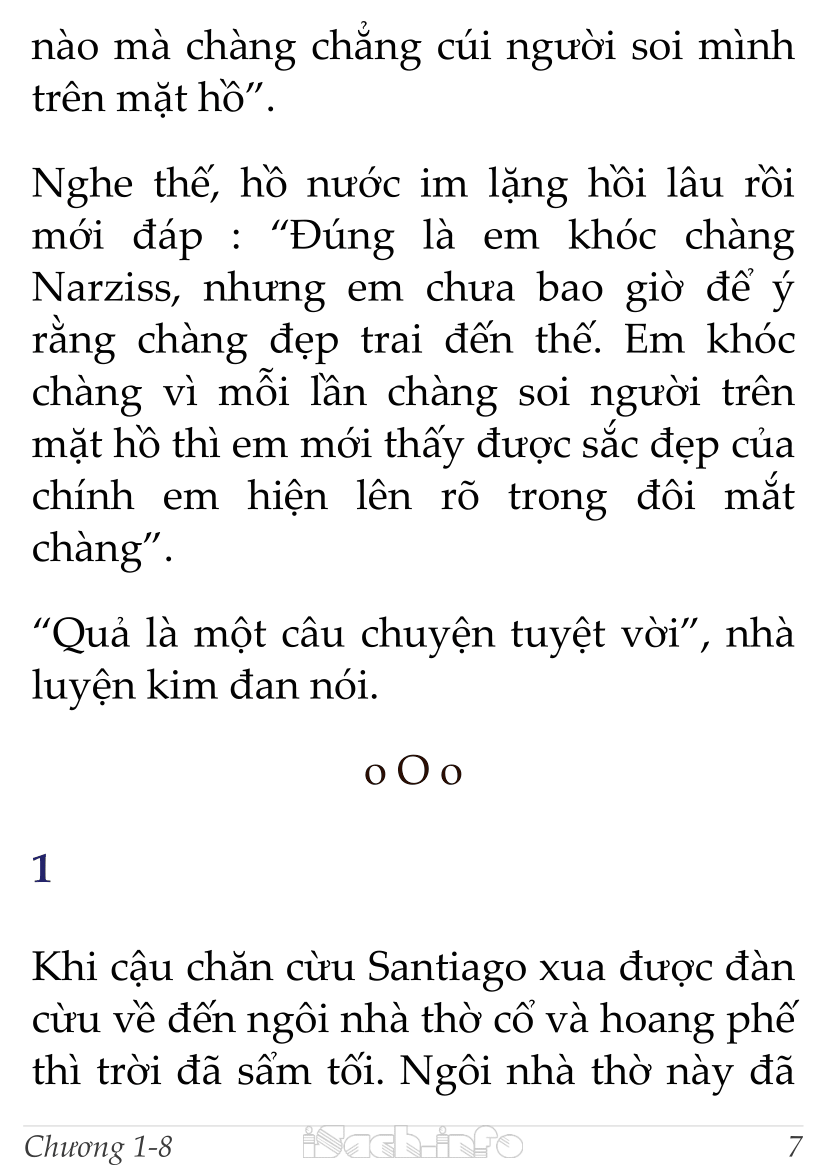 nào mà chàng chẳng cúi người soi mình
trên mặt hồ”.
Nghe thế, hồ nước im lặng hồi lâu rồi
mới đáp : “Đúng là em khóc chàng
Narziss, nhưng em chưa bao giờ để ý
rằng chàng đẹp trai đến thế. Em khóc
chàng vì mỗi lần chàng soi người trên
mặt hồ thì em mới thấy được sắc đẹp của
chính em hiện lên rõ trong đôi mắt
chàng”.
“Quả là một câu chuyện tuyệt vời”, nhà
luyện kim đan nói.
o O o
1
Khi cậu chăn cừu Santiago xua được đàn
cừu về đến ngôi nhà thờ cổ và hoang phế
thì trời đã sẩm tối. Ngôi nhà thờ này đã
Chương 1-8 iSach.info 7